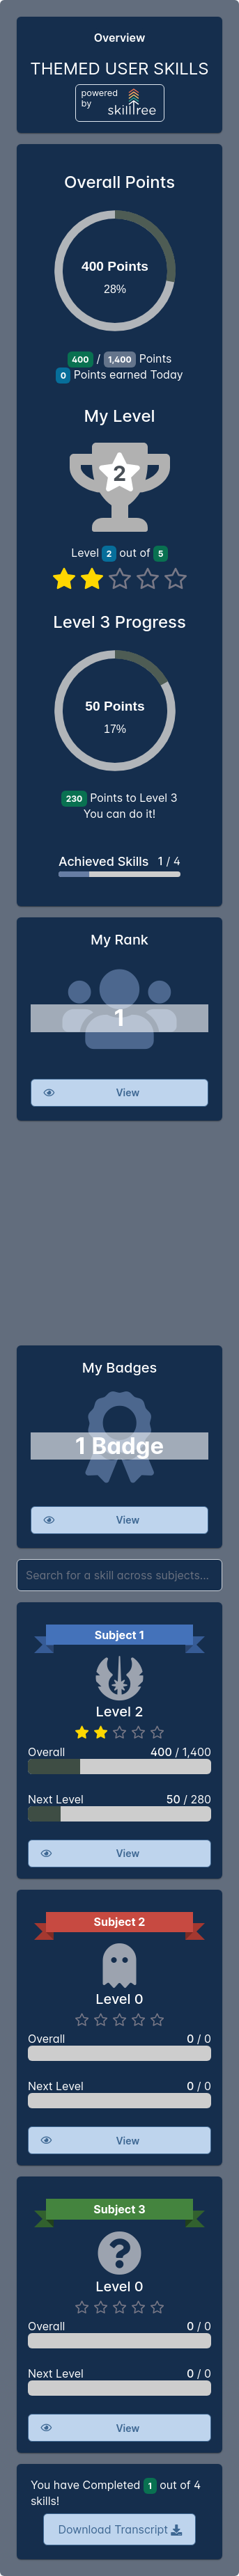 Overview
THEMED USER SKILLS
powered
by
skilltree
Overall Points
400 Points
28%
400 / 1,400 Points
0 Points earned Today
My Level
2
Level 2 out of 5
Level 3 Progress
50 Points
17%
230 Points to Level 3
You can do it!
Achieved Skills 1 / 4
My Rank
1
View
My Badges
1 Badge
View
Search for a skill across subjects...
Subject 1
Level 2
Overall 400 / 1,400
Next Level 50 / 280
View
Subject 2
Level 0
Overall 0 / 0
Next Level 0 / 0
View
Subject 3
Level 0
Overall 0 / 0
Next Level 0 / 0
View
You have Completed 1 out of 4
skills!
Download Transcript